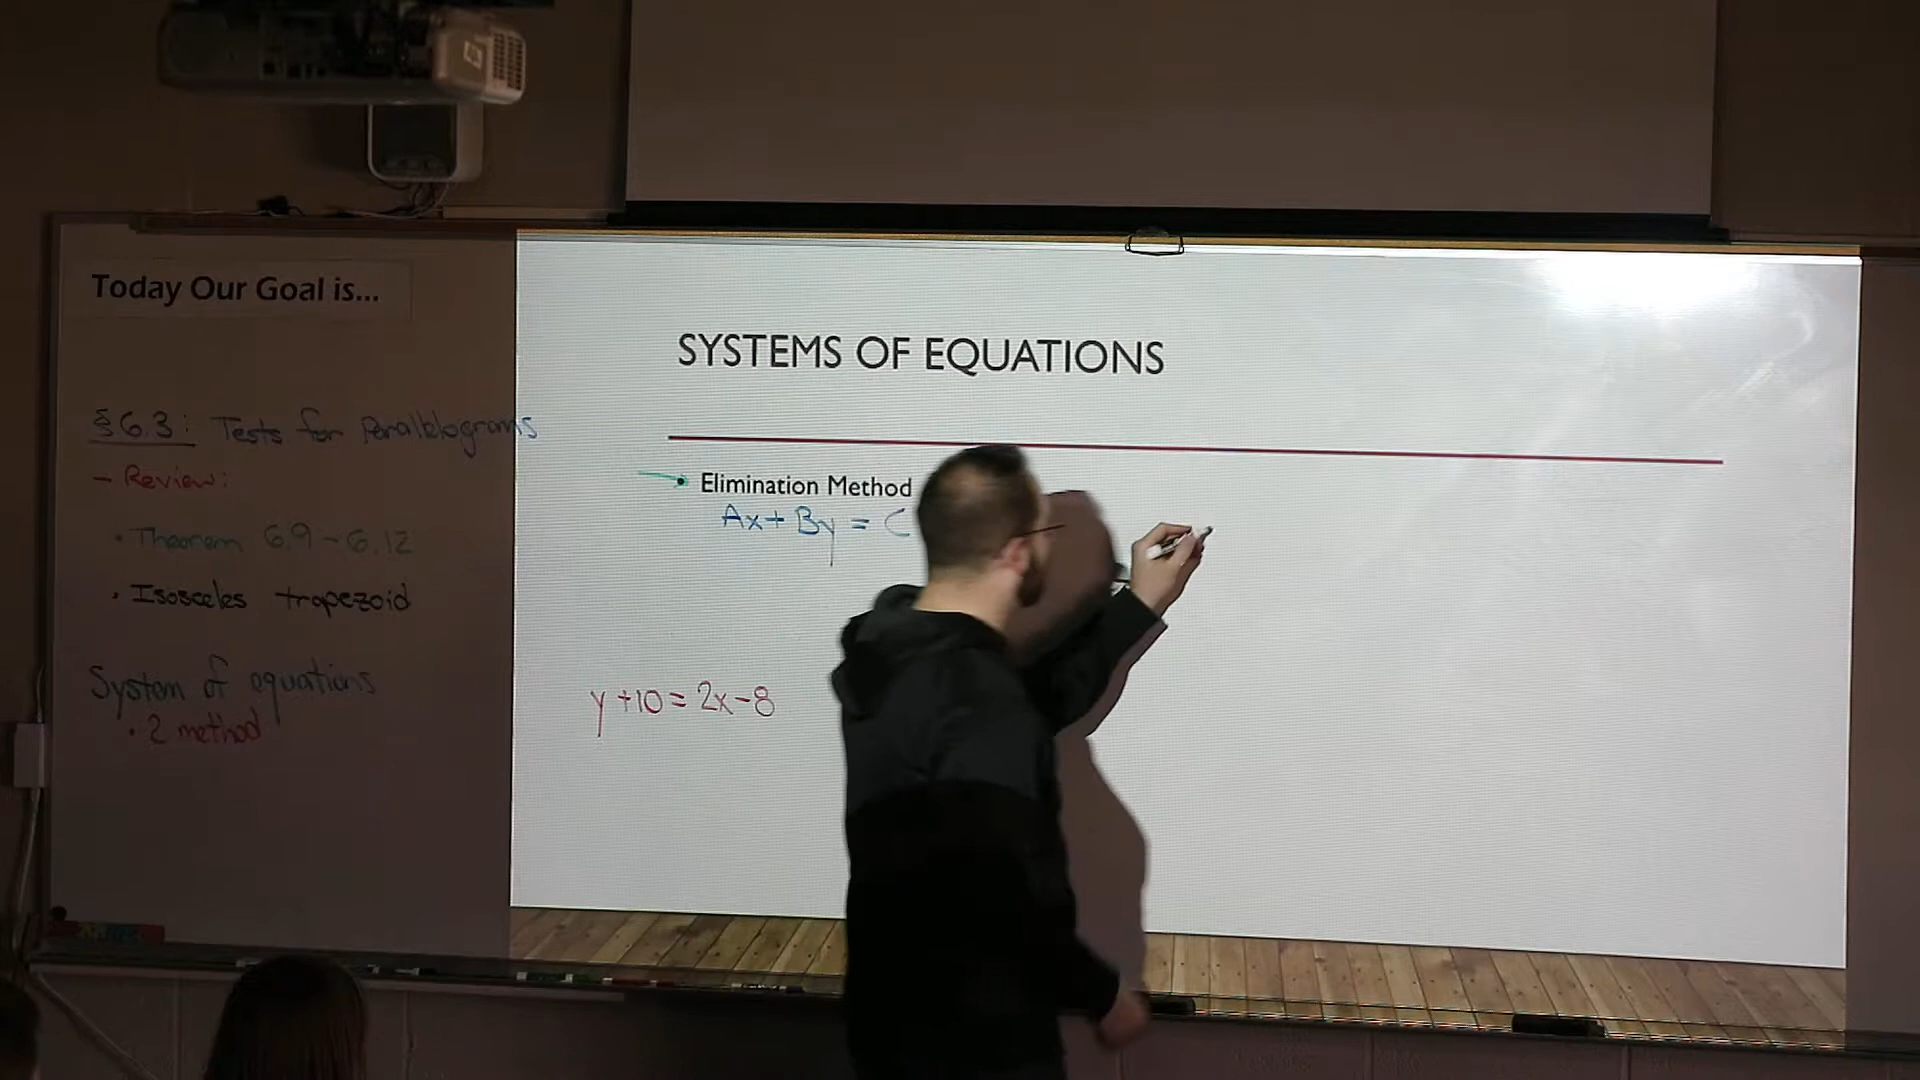 Today Our Goal is...
§6.3: Tests for Parallelograms
- Review:
• Theorem 6.9-6.12
• Isosceles trapezoid
System of equations
• 2 method
SYSTEMS OF EQUATIONS
• Elimination Method
Ax + By = C
y + 10 = 2x - 8